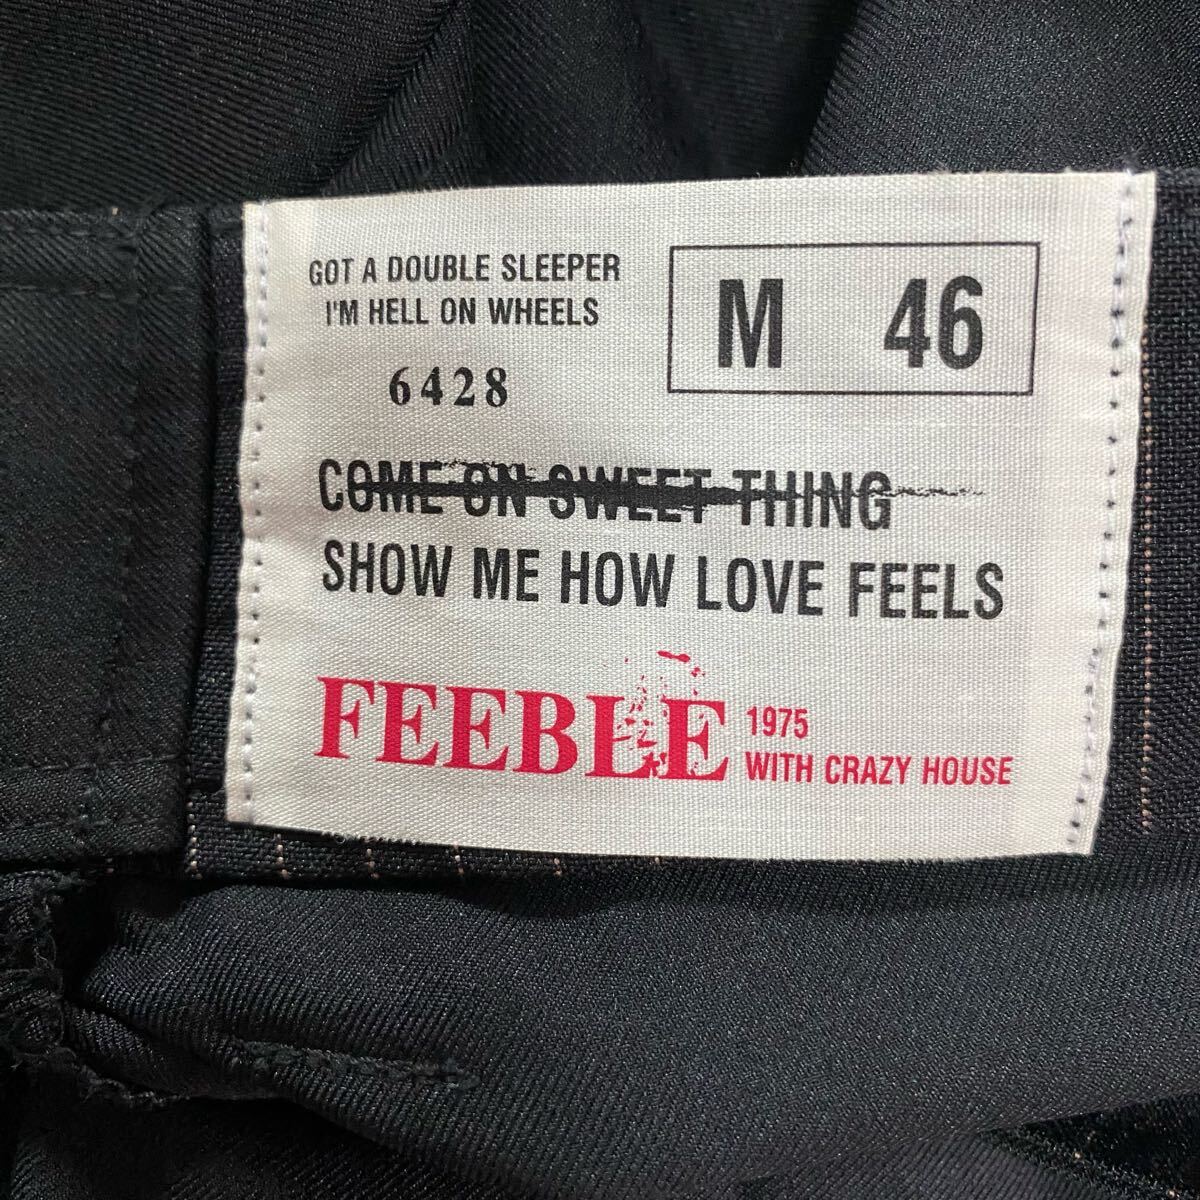 GOT A DOUBLE SLEEPER
I'M HELL ON WHEELS
6428
M 46
COME ON SWEET THING
SHOW ME HOW LOVE FEELS
FEEBLE 1975
WITH CRAZY HOUSE